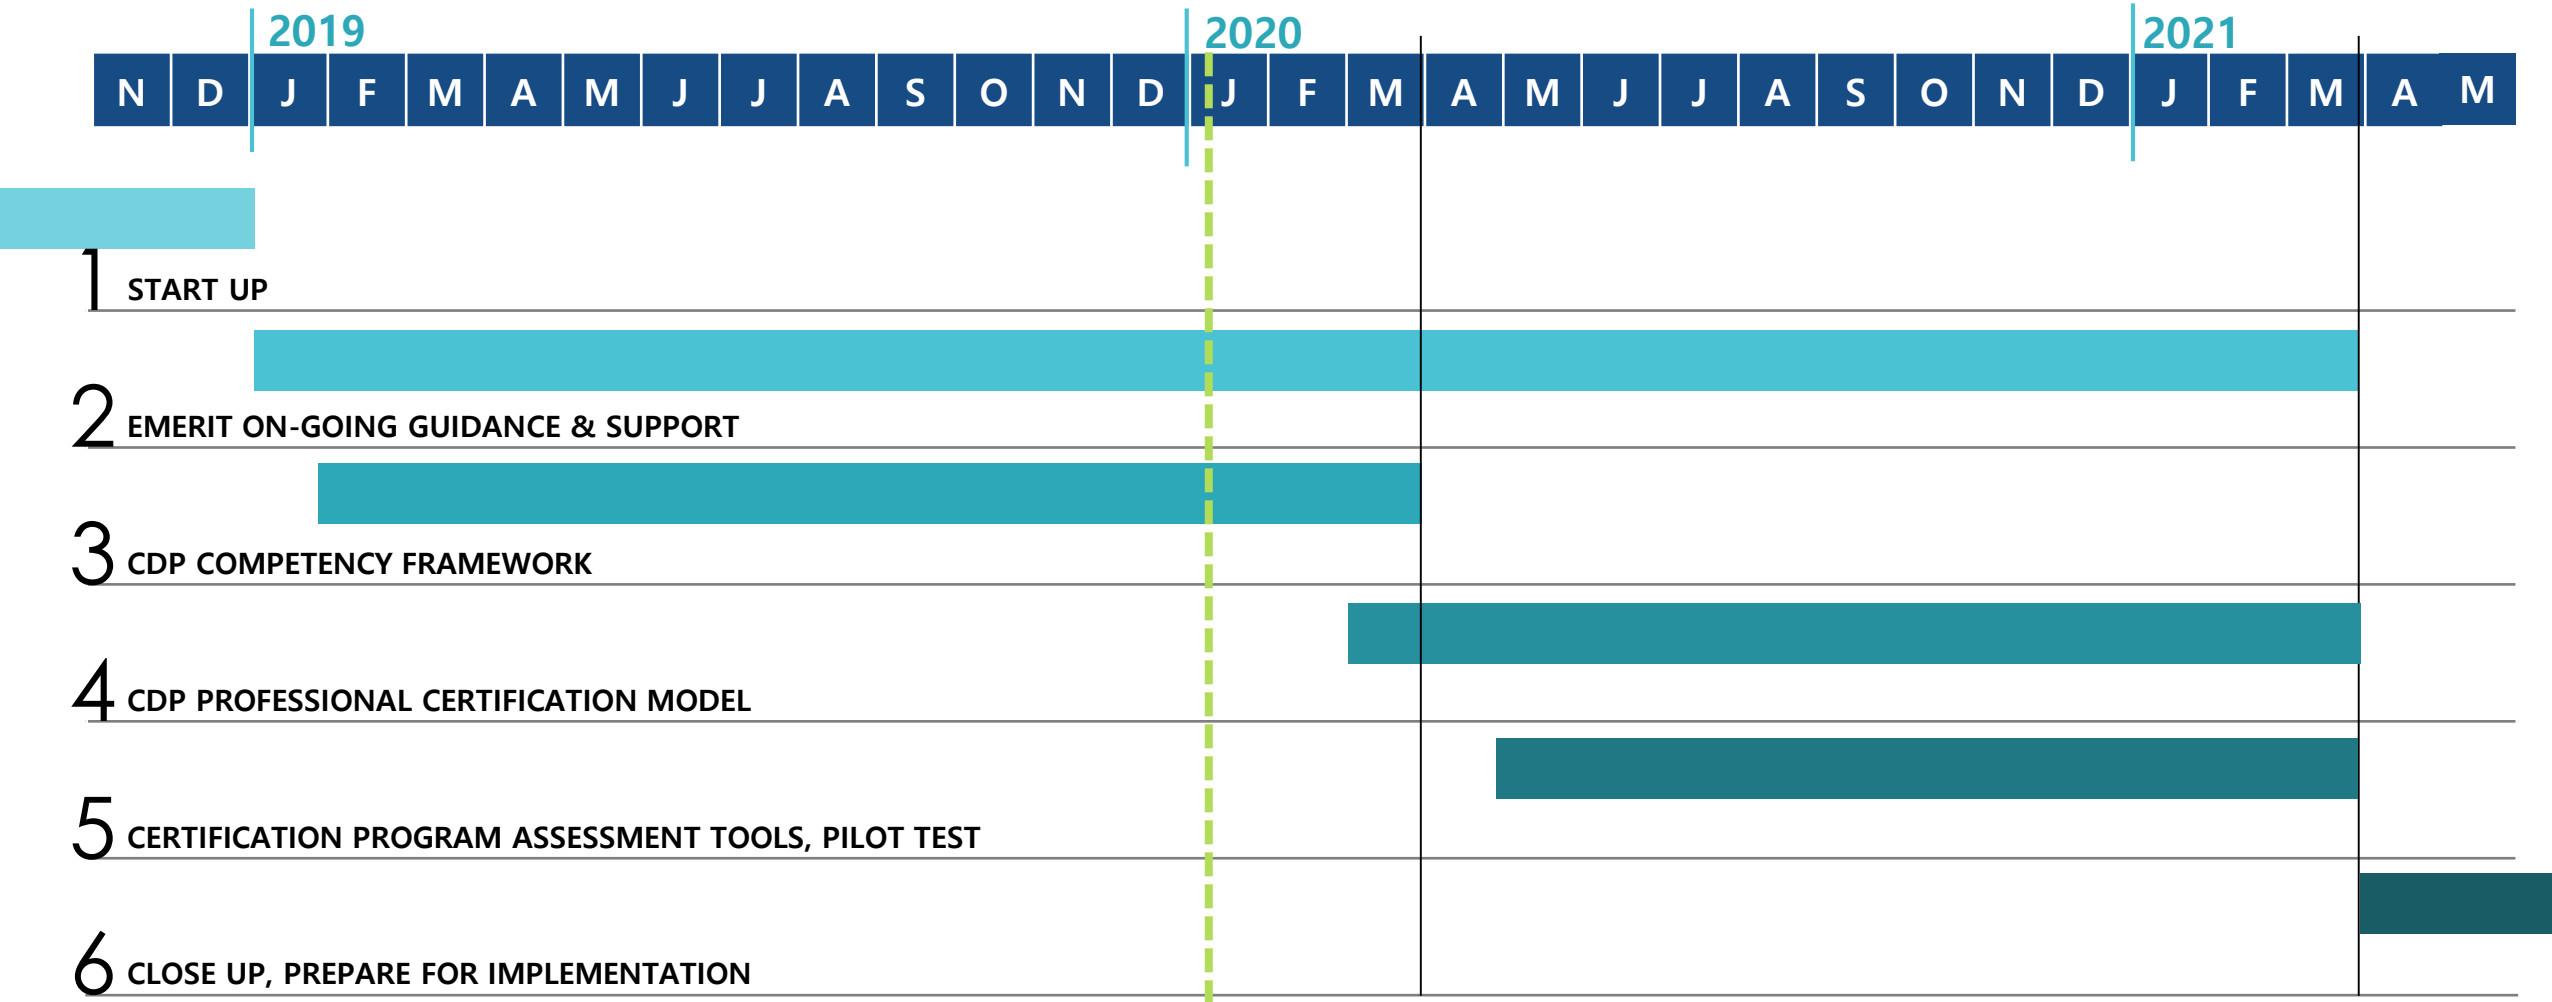 2019 2020 2021
N D J F M A M J J A S O N D J F M A M J J A S O N D J F M A M
1 START UP
2 EMERIT ON-GOING GUIDANCE & SUPPORT
3 CDP COMPETENCY FRAMEWORK
4 CDP PROFESSIONAL CERTIFICATION MODEL
5 CERTIFICATION PROGRAM ASSESSMENT TOOLS, PILOT TEST
6 CLOSE UP, PREPARE FOR IMPLEMENTATION